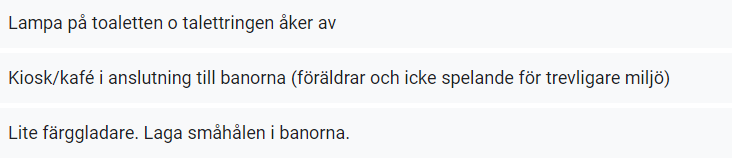 Lampa på toaletten o talettringen åker av
Kiosk/kafé i anslutning till banorna (föräldrar och icke spelande för trevligare miljö)
Lite färggladare. Laga småhålen i banorna.